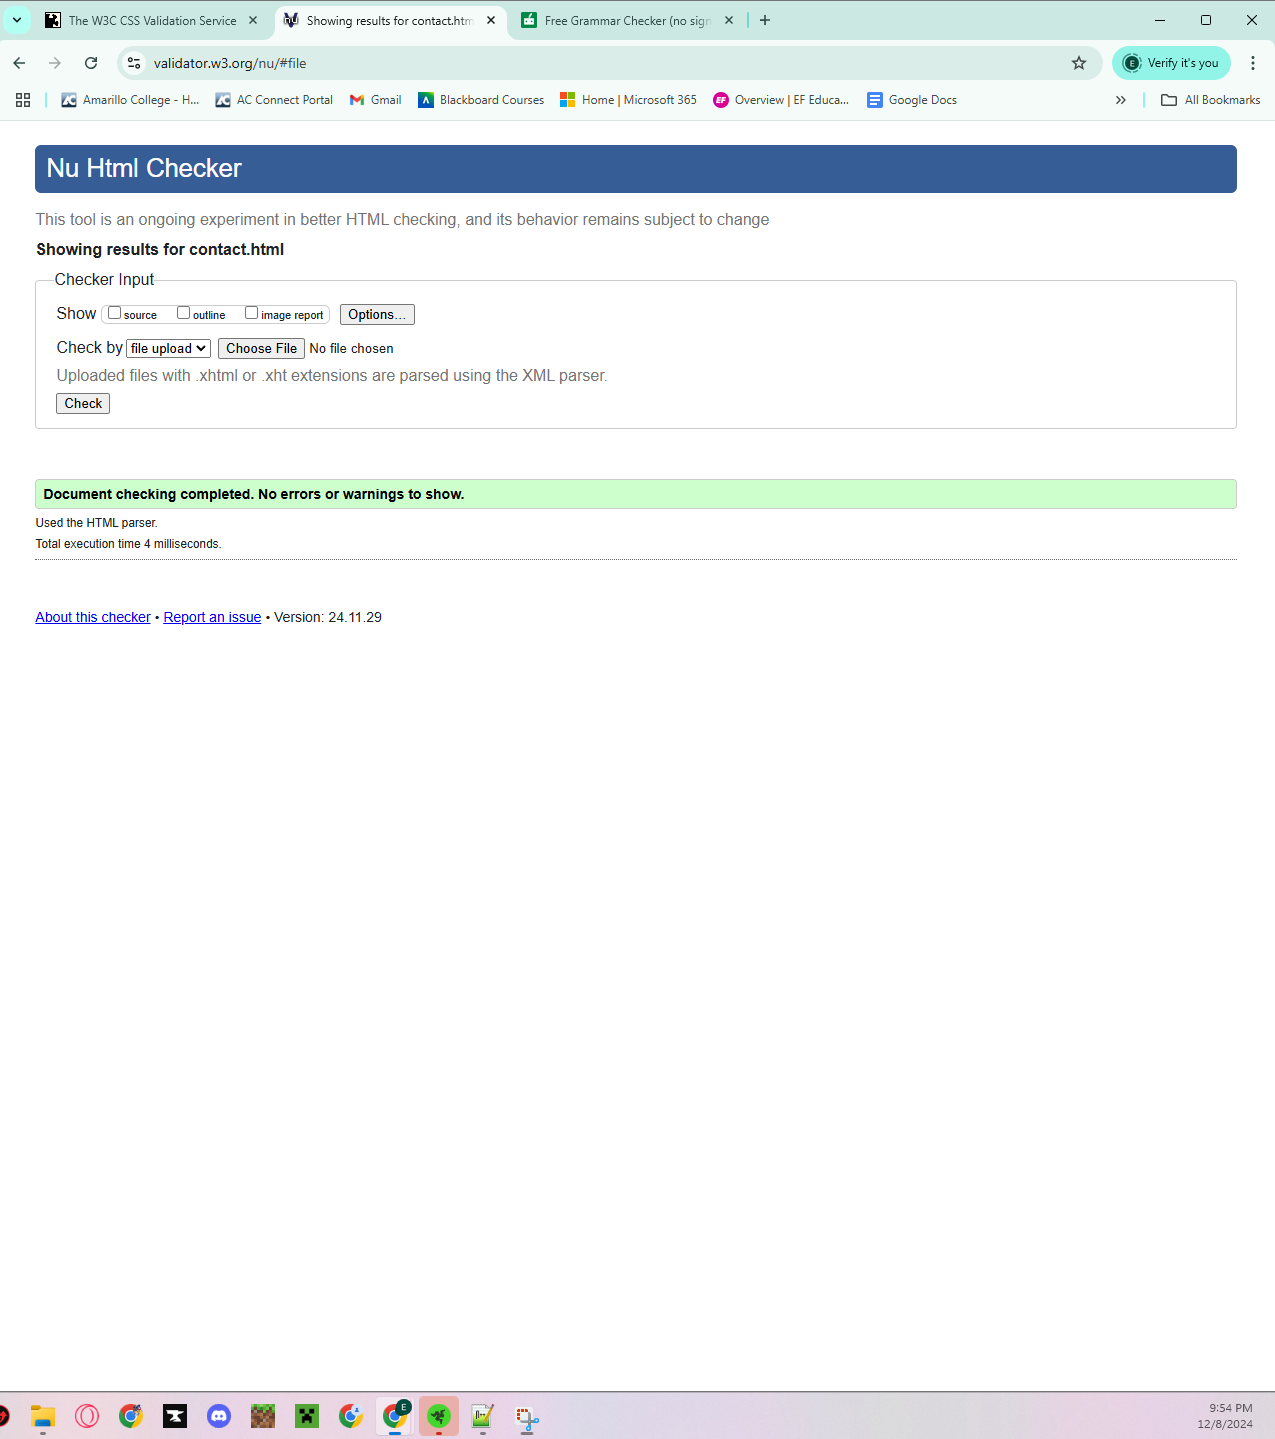 The W3C CSS Validation Service
Showing results for contact.htm
Free Grammar Checker (no sign
validator.w3.org/nu/#file
E
Verify it's you
Amarillo College - H...
AC Connect Portal
Gmail
Blackboard Courses
Home | Microsoft 365
EF
Overview | EF Educa...
Google Docs
All Bookmarks
Nu Html Checker
This tool is an ongoing experiment in better HTML checking, and its behavior remains subject to change
Showing results for contact.html
Checker Input
Show source outline image report Options...
Check by file upload Choose File No file chosen
Uploaded files with .xhtml or .xht extensions are parsed using the XML parser.
Check
Document checking completed. No errors or warnings to show.
Used the HTML parser.
Total execution time 4 milliseconds.
About this checker • Report an issue • Version: 24.11.29
E
9:54 PM
12/8/2024